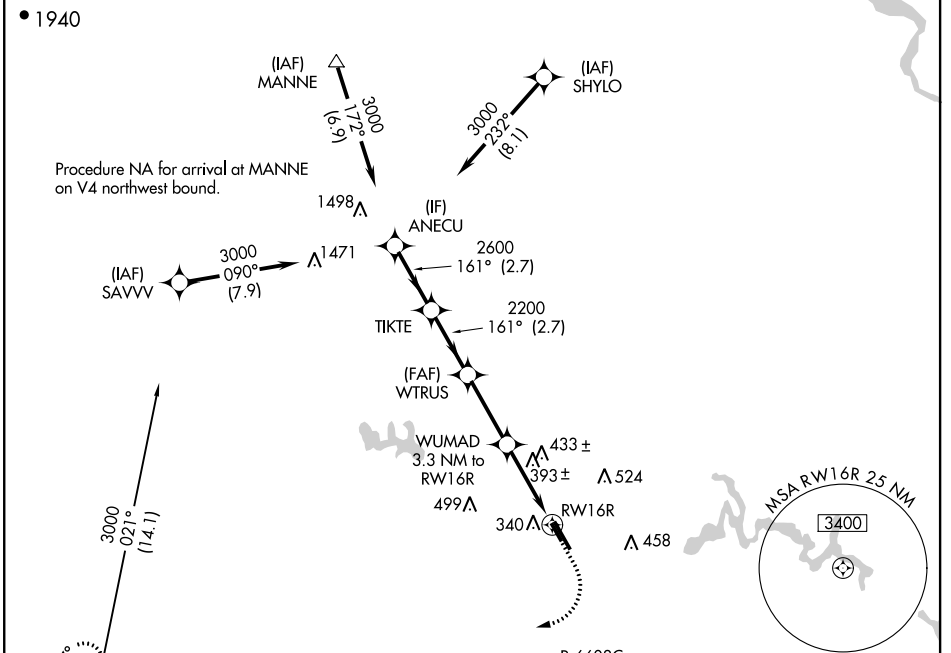 1940
(IAF)
MANNE
(IAF)
SHYLO
3000
172°
(6.9)
3000
232°
(8.1)
Procedure NA for arrival at MANNE
on V4 northwest bound.
1498
(IF)
ANECU
1471
3000
090°
(7.9)
(IAF)
SAVVV
2600
161° (2.7)
TIKTE
2200
161° (2.7)
(FAF)
WTRUS
WUMAD
3.3 NM to
RW16R
433 ±
393 ±
524
499
340
RW16R
458
3000
021°
(14.1)
MSA RW16R 25 NM
3400